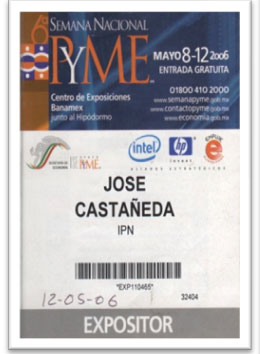 6a
SEMANA NACIONAL
PYME
MAYO 8-12 2006
ENTRADA GRATUITA
Centro de Exposiciones
Banamex
junto al Hipódromo
01800 410 2000
www.semanapyme.gob.mx
www.contactopyme.gob.mx
www.economia.gob.mx
intel
hp
invent
e
ALIADOS ESTRATÉGICOS
JOSE
CASTAÑEDA
IPN
*EXP110465*
12-05-06
32404
EXPOSITOR